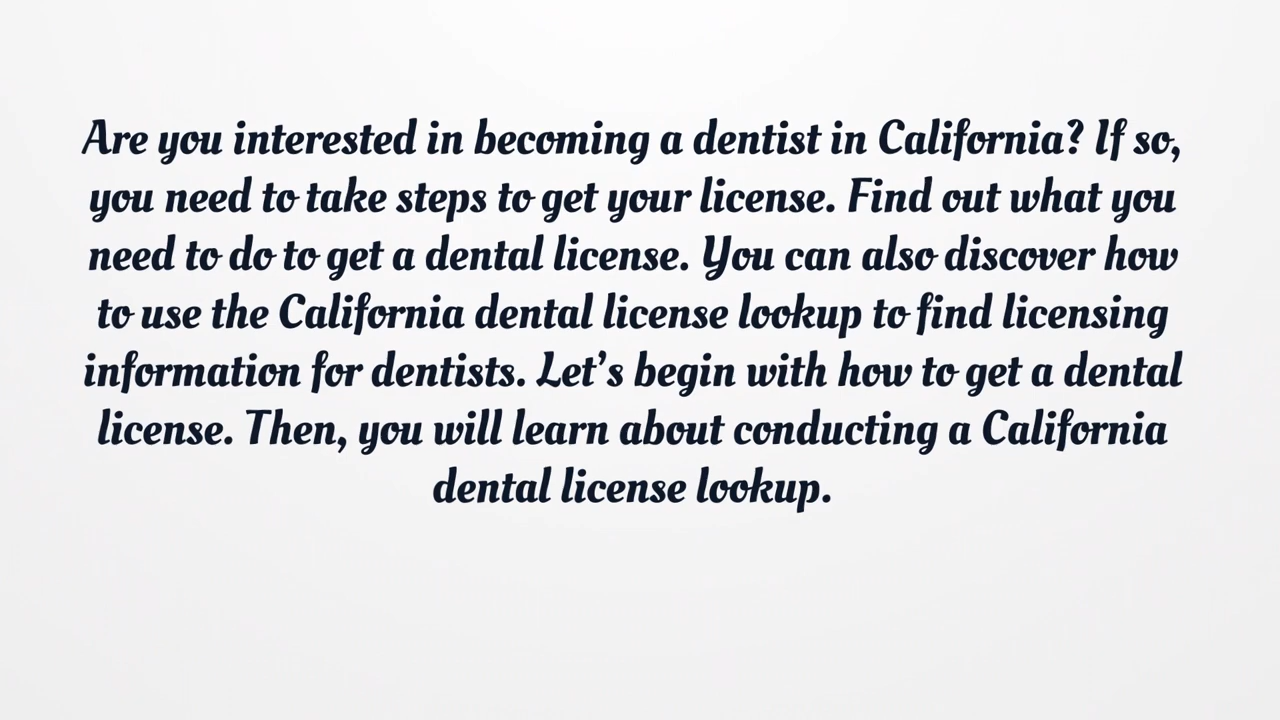 Are you interested in becoming a dentist in California? If so,
you need to take steps to get your license. Find out what you
need to do to get a dental license. You can also discover how
to use the California dental license lookup to find licensing
information for dentists. Let’s begin with how to get a dental
license. Then, you will learn about conducting a California
dental license lookup.